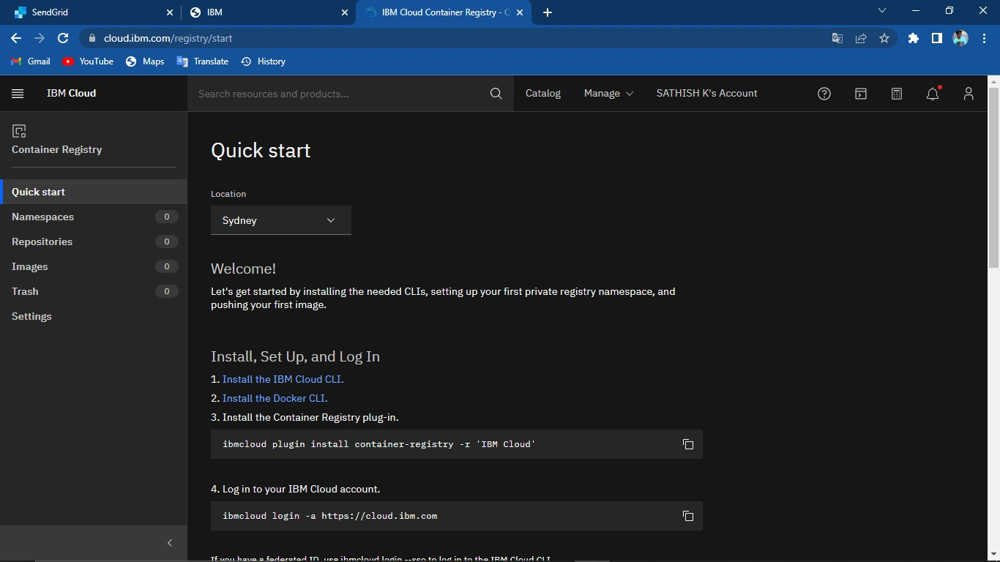 SendGrid
IBM
IBM Cloud Container Registry - C
cloud.ibm.com/registry/start
Gmail
YouTube
Maps
Translate
History
IBM Cloud
Search resources and products...
Catalog
Manage
SATHISH K's Account
Container Registry
Quick start
Namespaces 0
Repositories 0
Images 0
Trash 0
Settings
Quick start
Location
Sydney
Welcome!
Let's get started by installing the needed CLIs, setting up your first private registry namespace, and
pushing your first image.
Install, Set Up, and Log In
1. Install the IBM Cloud CLI.
2. Install the Docker CLI.
3. Install the Container Registry plug-in.
ibmcloud plugin install container-registry -r 'IBM Cloud'
4. Log in to your IBM Cloud account.
ibmcloud login -a https://cloud.ibm.com
If you have a federated ID, use ibmcloud login --sso to log in to the IBM Cloud CLI.